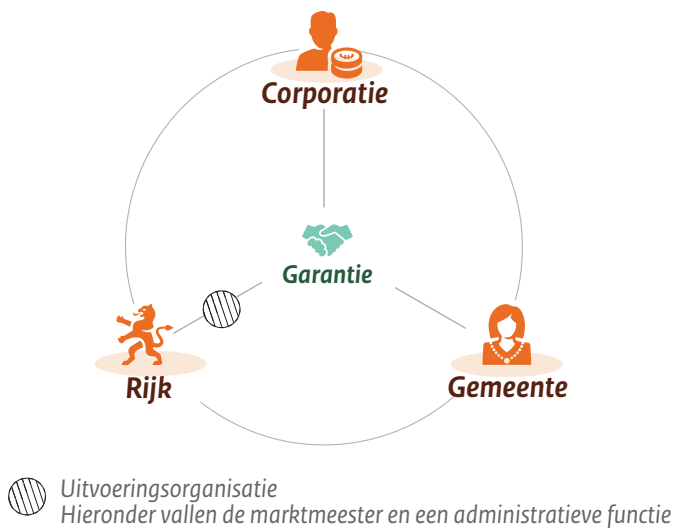 Corporatie
Garantie
Rijk
Gemeente
Uitvoeringsorganisatie
Hieronder vallen de marktmeester en een administratieve functie